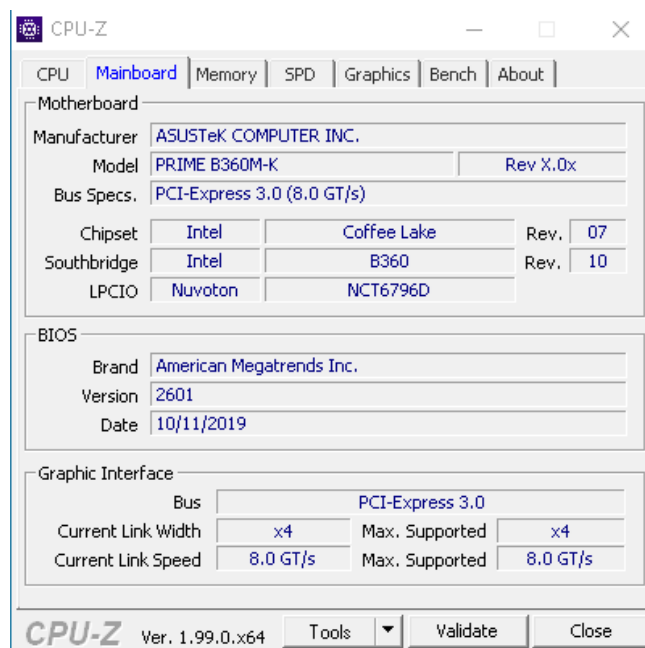 CPU-Z
CPU Mainboard Memory SPD Graphics Bench About
Motherboard
Manufacturer ASUSTeK COMPUTER INC.
Model PRIME B360M-K Rev X.0x
Bus Specs. PCI-Express 3.0 (8.0 GT/s)
Chipset Intel Coffee Lake Rev. 07
Southbridge Intel B360 Rev. 10
LPCIO Nuvoton NCT6796D
BIOS
Brand American Megatrends Inc.
Version 2601
Date 10/11/2019
Graphic Interface
Bus PCI-Express 3.0
Current Link Width x4 Max. Supported x4
Current Link Speed 8.0 GT/s Max. Supported 8.0 GT/s
CPU-Z Ver. 1.99.0.x64 Tools Validate Close